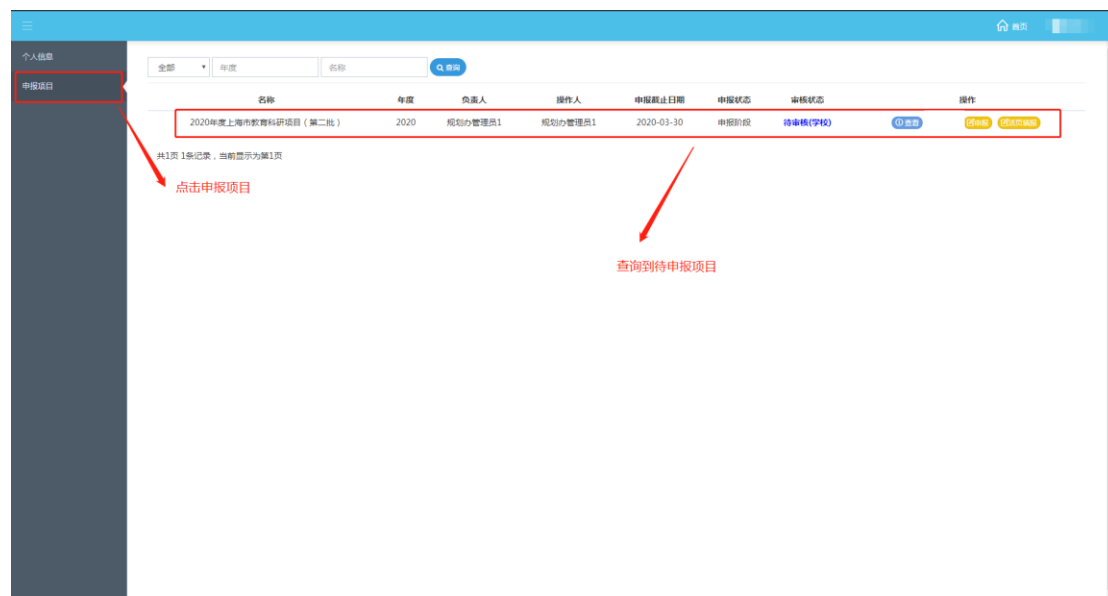 首页
个人信息
申报项目
全部 年度 名称 查询
名称 年度 负责人 操作人 申报截止日期 申报状态 审核状态 操作
2020年度上海市教育科研项目（第二批） 2020 规划办管理员1 规划办管理员1 2020-03-30 申报阶段 待审核(学校) 查看 申报 活页填报
共1页 1条记录，当前显示为第1页
点击申报项目
查询到待申报项目